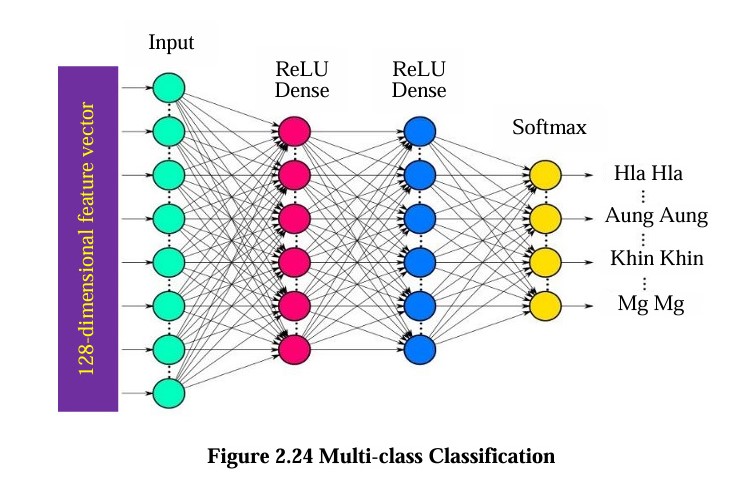 Input
ReLU
Dense
ReLU
Dense
Softmax
128-dimensional feature vector
Hla Hla
Aung Aung
Khin Khin
Mg Mg
Figure 2.24 Multi-class Classification